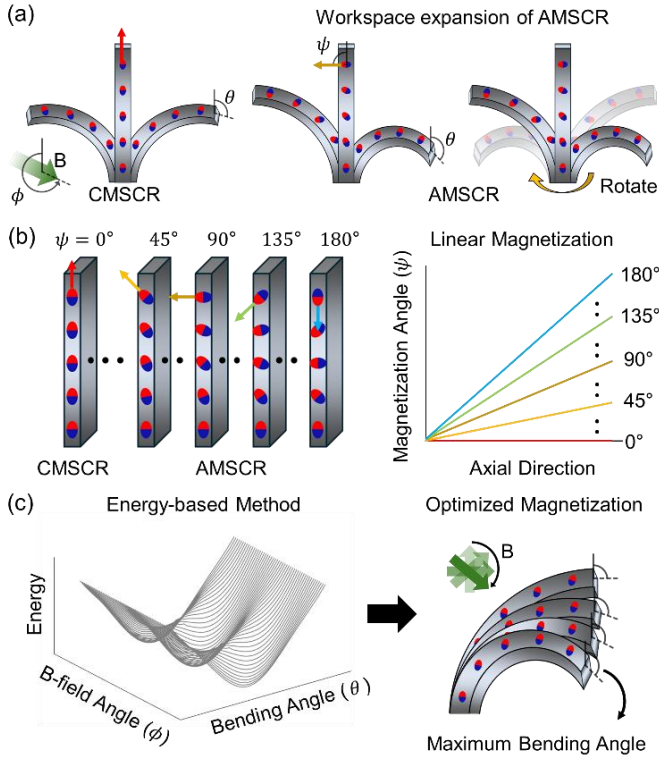 (a)
Workspace expansion of AMSCR
ψ
θ
θ
B
ϕ
CMSCR
AMSCR
Rotate
(b)
ψ = 0° 45° 90° 135° 180°
CMSCR
AMSCR
Linear Magnetization
Magnetization Angle (ψ)
180°
135°
90°
45°
0°
Axial Direction
(c)
Energy-based Method
Energy
B-field Angle (ϕ)
Bending Angle (θ)
Optimized Magnetization
B
Maximum Bending Angle